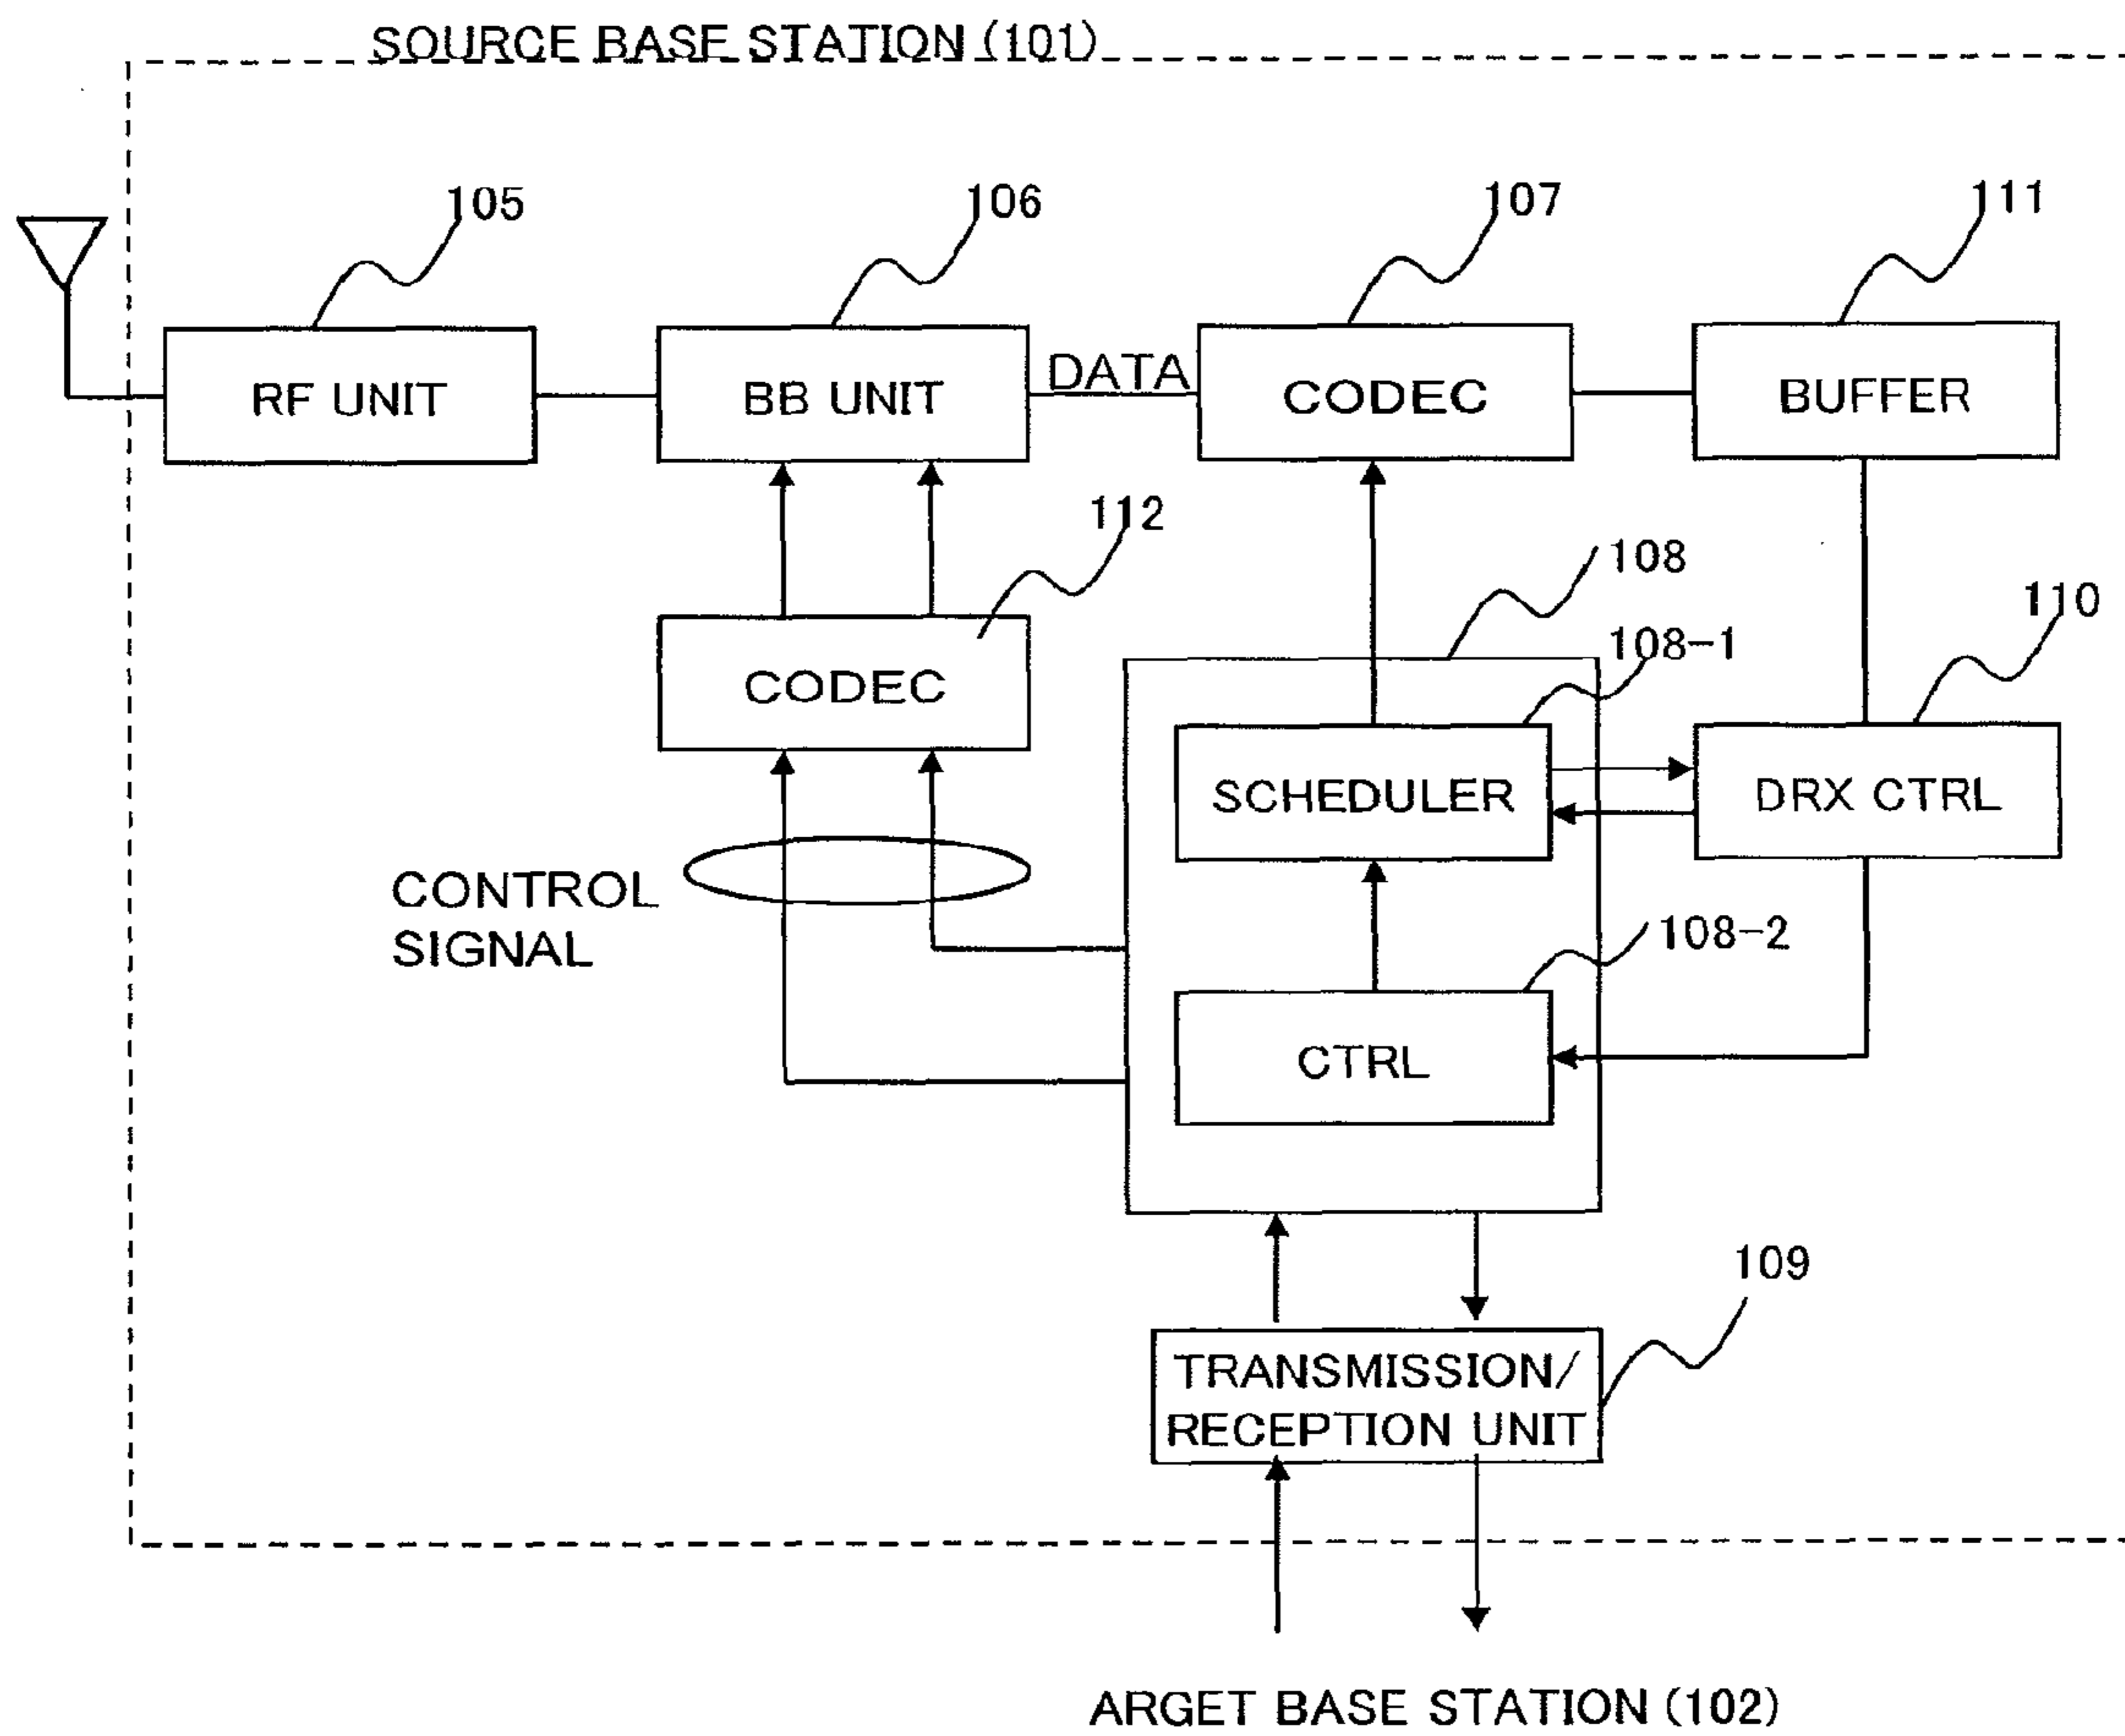 SOURCE BASE STATION (101)
105
106
107
111
RF UNIT
BB UNIT
DATA
CODEC
BUFFER
112
108
108-1
110
CODEC
SCHEDULER
DRX CTRL
CONTROL
SIGNAL
108-2
CTRL
109
TRANSMISSION/
RECEPTION UNIT
ARGET BASE STATION (102)